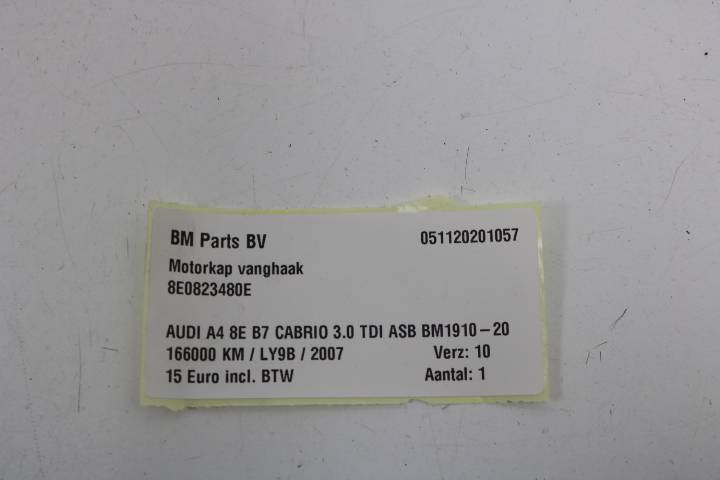 BM Parts BV 051120201057
Motorkap vanghaak
8E0823480E
AUDI A4 8E B7 CABRIO 3.0 TDI ASB BM1910-20
166000 KM / LY9B / 2007 Verz: 10
15 Euro incl. BTW Aantal: 1